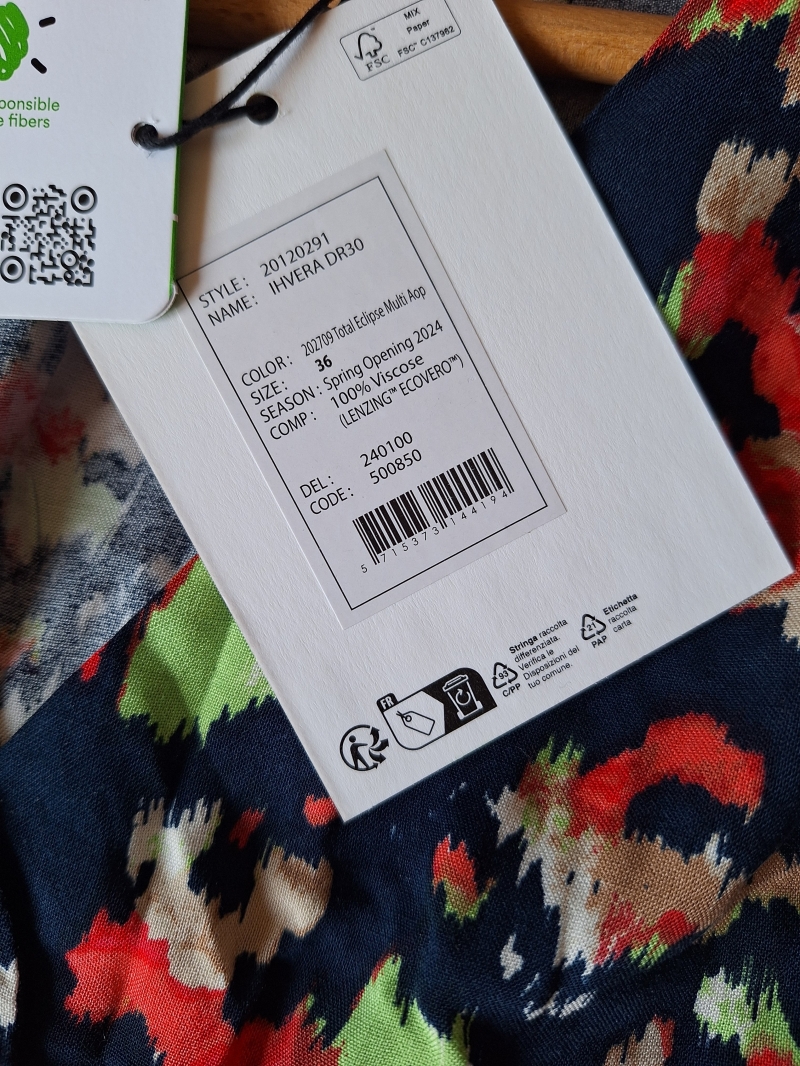 ponsible
e fibers
FSC
MIX
Paper
FSC™ C137982
STYLE: 20120291
NAME: IHVERA DR30
COLOR: 202709 Total Eclipse Multi Aop
SIZE: 36
SEASON: Spring Opening 2024
COMP: 100% Viscose
(LENZING™ ECOVERO™)
DEL: 240100
CODE: 500850
5 715373 144194
FR
93
C/PP
Stringa raccolta
differenziata.
Verifica le
Disposizioni del
tuo comune.
21
PAP
Etichetta
raccolta
carta